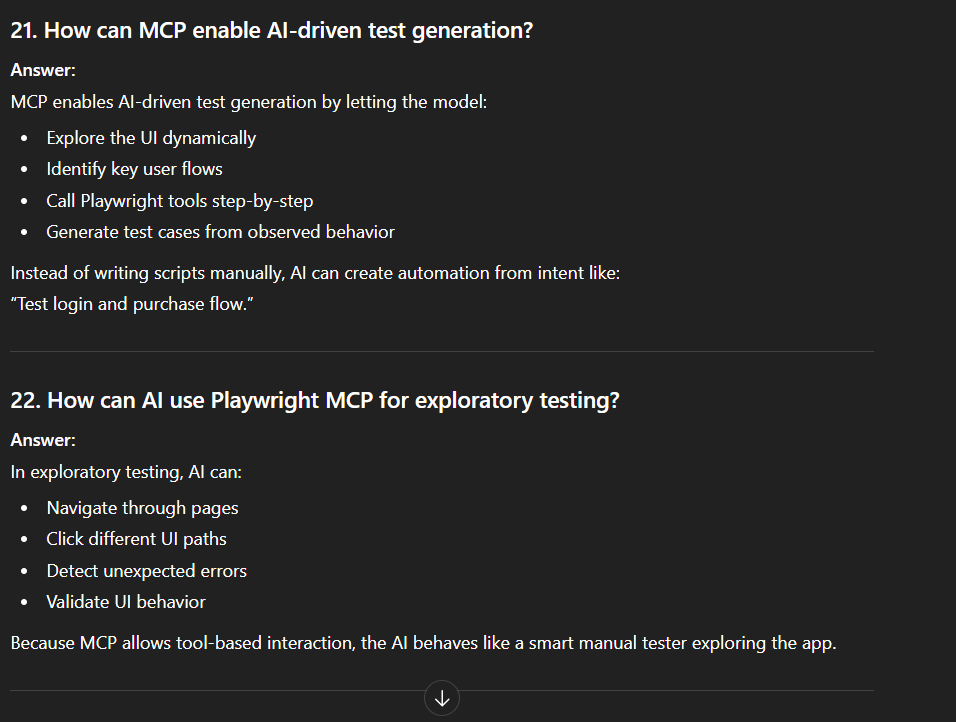 21. How can MCP enable AI-driven test generation?
Answer:
MCP enables AI-driven test generation by letting the model:
• Explore the UI dynamically
• Identify key user flows
• Call Playwright tools step-by-step
• Generate test cases from observed behavior
Instead of writing scripts manually, AI can create automation from intent like:
“Test login and purchase flow.”
22. How can AI use Playwright MCP for exploratory testing?
Answer:
In exploratory testing, AI can:
• Navigate through pages
• Click different UI paths
• Detect unexpected errors
• Validate UI behavior
Because MCP allows tool-based interaction, the AI behaves like a smart manual tester exploring the app.